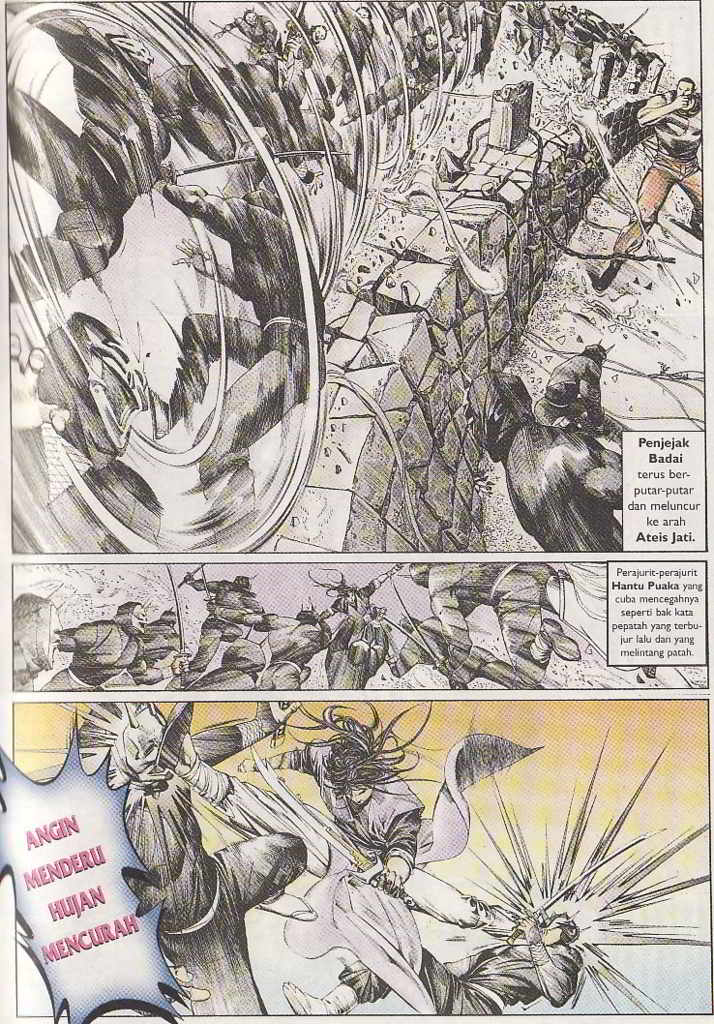 Penjejak
Badai
terus ber-
putar-putar
dan meluncur
ke arah
Ateis Jati.
Perajurit-perajurit
Hantu Puaka yang
cuba mencegahnya
seperti bak kata
pepatah yang terbu-
jur lalu dan yang
melintang patah.
ANGIN
MENDERU
HUJAN
MENCURAH